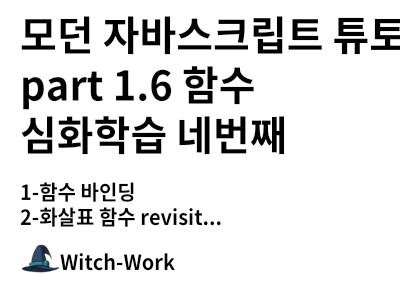 모던 자바스크립트 튜토
part 1.6 함수
심화학습 네번째
1-함수 바인딩
2-화살표 함수 revisit...
Witch-Work